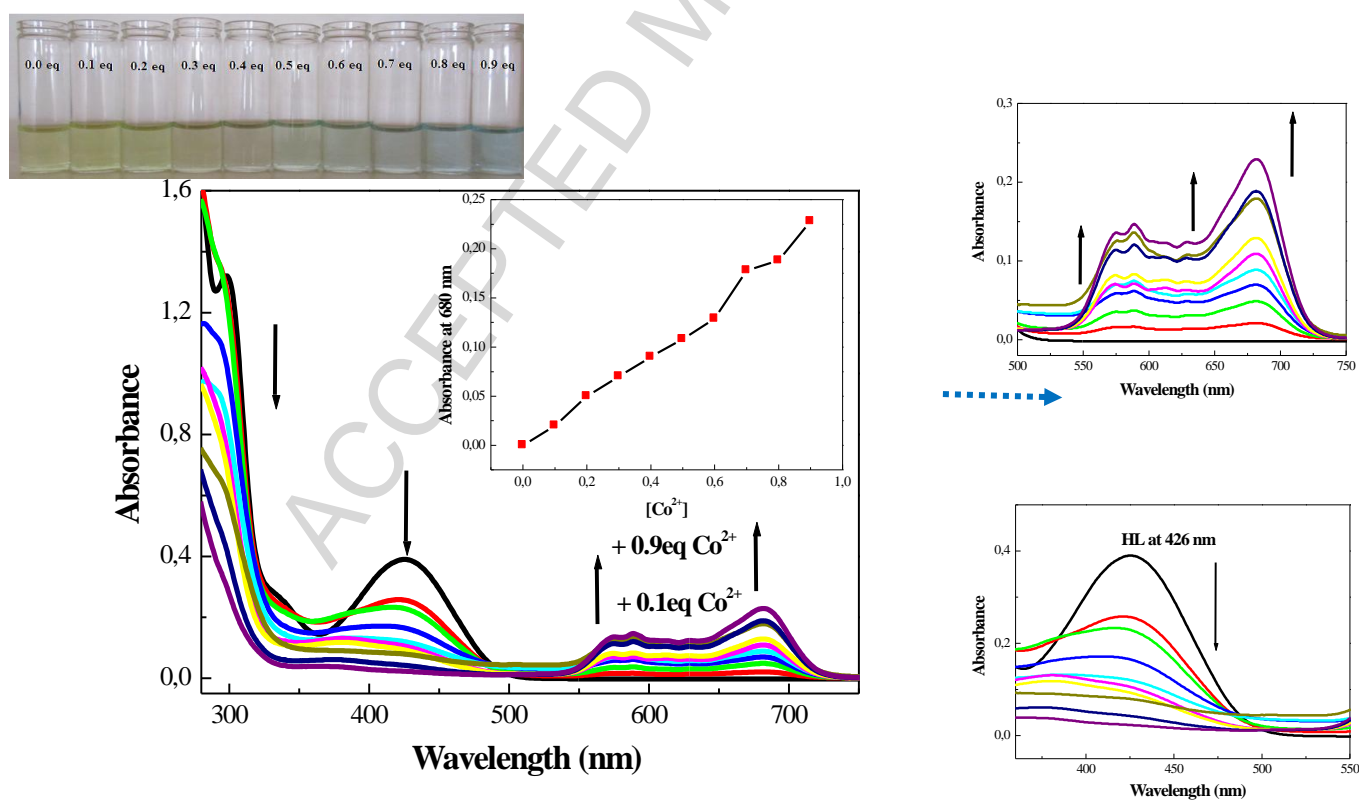 0.0 eq 0.1 eq 0.2 eq 0.3 eq 0.4 eq 0.5 eq 0.6 eq 0.7 eq 0.8 eq 0.9 eq
ACCEPTED M
1,6
1.2
0.8
0.4
0,0
Absorbance
300 400 500 600 700
Wavelength (nm)
0,25
0,20
0,15
0,10
0,05
0,00
Absorbance at 680 nm
0,0 0,2 0,4 0,6 0,8 1,0
[Co²⁺]
+ 0.9eq Co²⁺
+ 0.1eq Co²⁺
0,3
0,2
0,1
0,0
Absorbance
500 550 600 650 700 750
Wavelength (nm)
HL at 426 nm
0,4
0,2
0,0
Absorbance
400 450 500 550
Wavelength (nm)